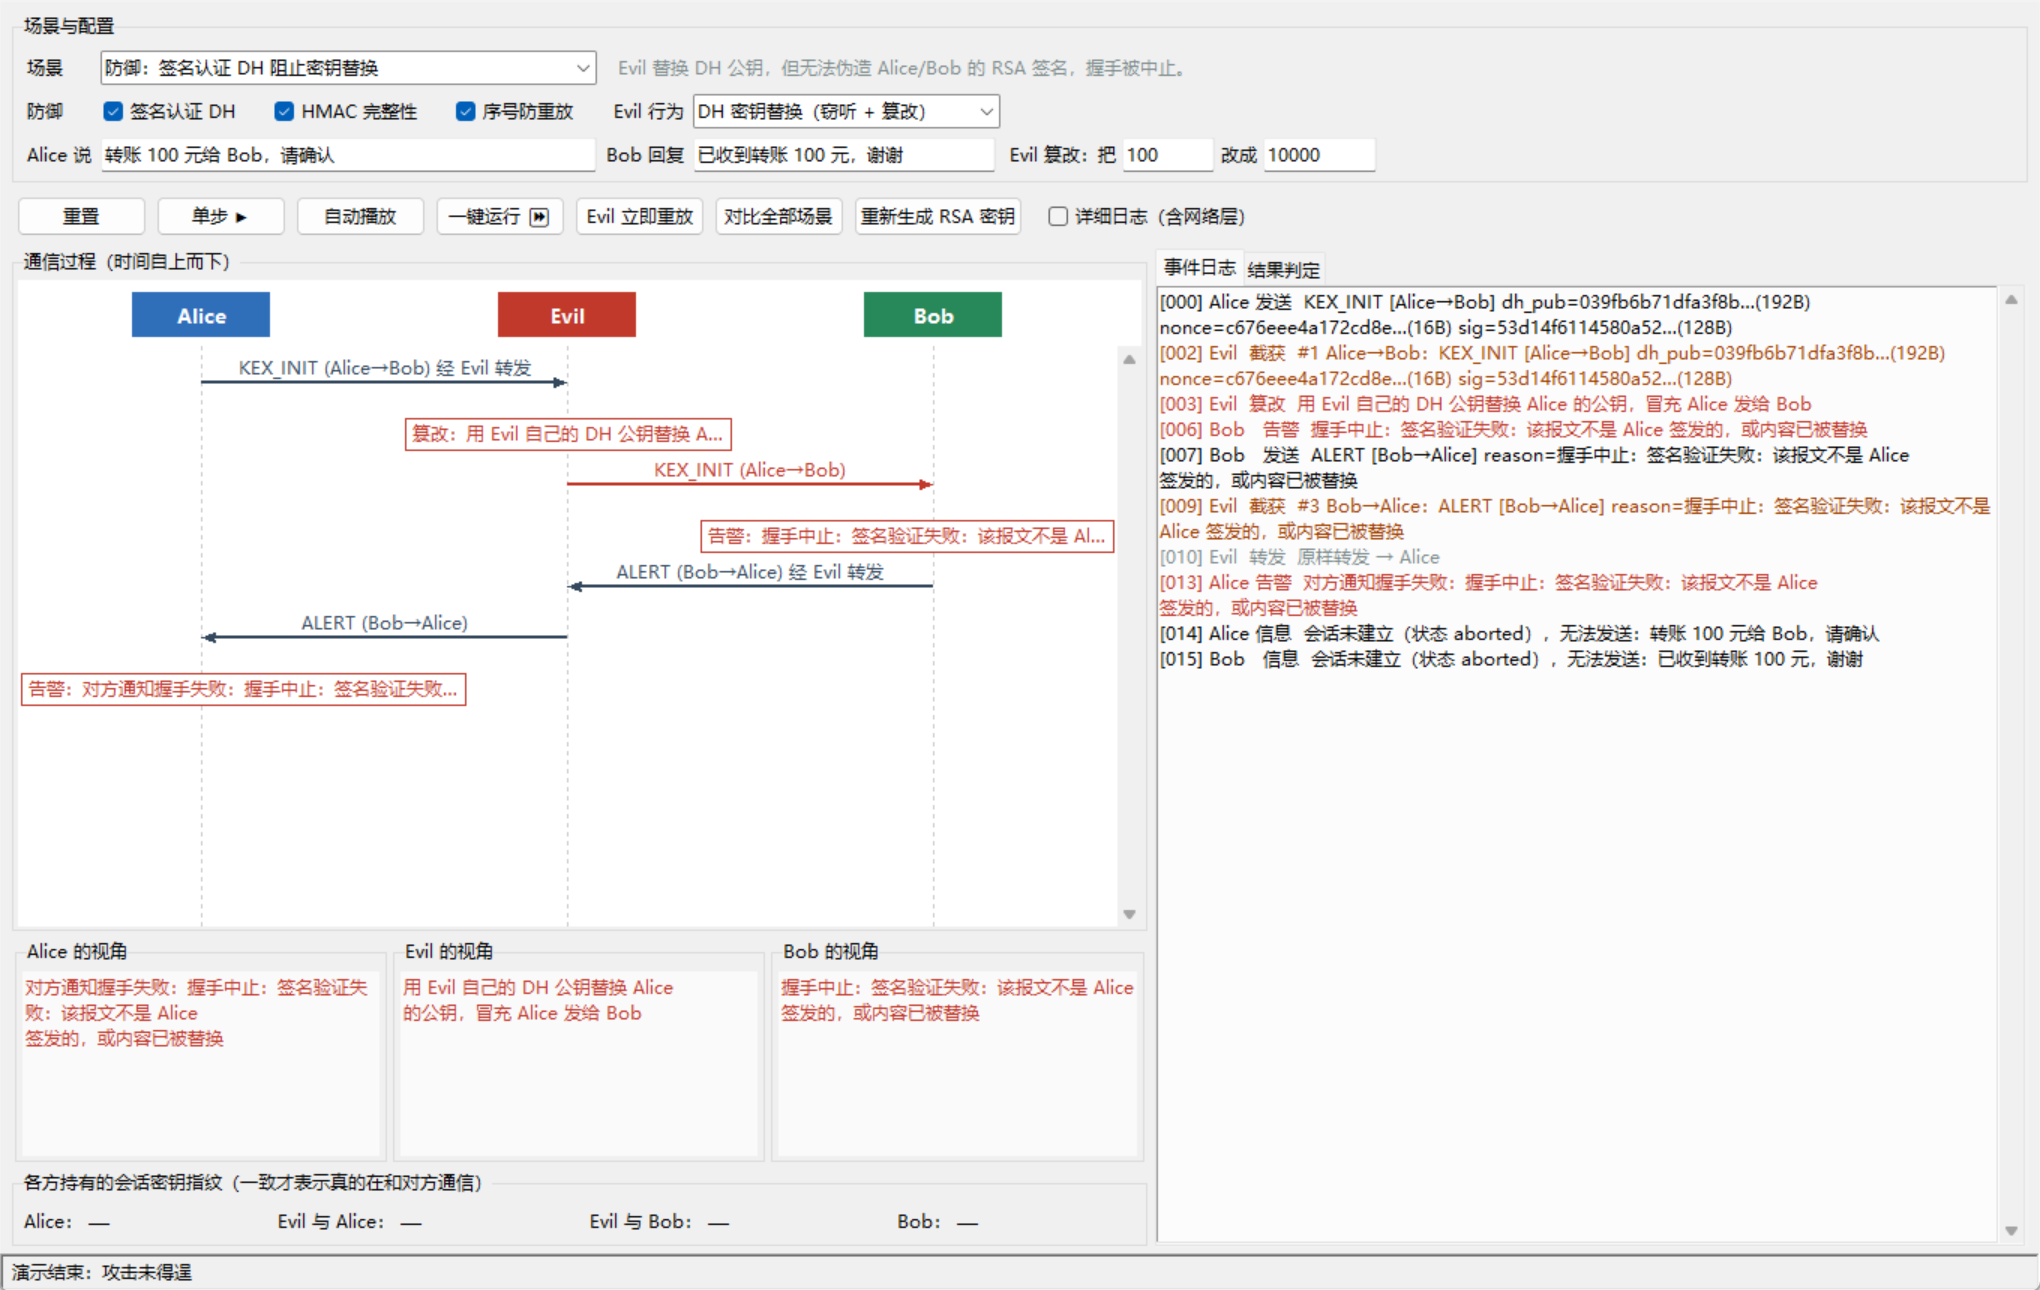 场景与配置
场景 防御：签名认证 DH 阻止密钥替换 Evil 替换 DH 公钥，但无法伪造 Alice/Bob 的 RSA 签名，握手被中止。
防御 签名认证 DH HMAC 完整性 序号防重放 Evil 行为 DH 密钥替换（窃听 + 篡改）
Alice 说 转账 100 元给 Bob，请确认 Bob 回复 已收到转账 100 元，谢谢 Evil 篡改：把 100 改成 10000
重置 单步 ▶ 自动播放 一键运行 ⏩ Evil 立即重放 对比全部场景 重新生成 RSA 密钥 详细日志（含网络层）
通信过程（时间自上而下）
Alice Evil Bob
KEX_INIT (Alice→Bob) 经 Evil 转发
篡改：用 Evil 自己的 DH 公钥替换 A...
KEX_INIT (Alice→Bob)
告警：握手中止：签名验证失败：该报文不是 Al...
ALERT (Bob→Alice) 经 Evil 转发
ALERT (Bob→Alice)
告警：对方通知握手失败：握手中止：签名验证失败...
事件日志 结果判定
[000] Alice 发送 KEX_INIT [Alice→Bob] dh_pub=039fb6b71dfa3f8b...(192B)
nonce=c676eee4a172cd8e...(16B) sig=53d14f6114580a52...(128B)
[002] Evil 截获 #1 Alice→Bob：KEX_INIT [Alice→Bob] dh_pub=039fb6b71dfa3f8b...(192B)
nonce=c676eee4a172cd8e...(16B) sig=53d14f6114580a52...(128B)
[003] Evil 篡改 用 Evil 自己的 DH 公钥替换 Alice 的公钥，冒充 Alice 发给 Bob
[006] Bob 告警 握手中止：签名验证失败：该报文不是 Alice 签发的，或内容已被替换
[007] Bob 发送 ALERT [Bob→Alice] reason=握手中止：签名验证失败：该报文不是 Alice
签发的，或内容已被替换
[009] Evil 截获 #3 Bob→Alice：ALERT [Bob→Alice] reason=握手中止：签名验证失败：该报文不是
Alice 签发的，或内容已被替换
[010] Evil 转发 原样转发 → Alice
[013] Alice 告警 对方通知握手失败：握手中止：签名验证失败：该报文不是 Alice
签发的，或内容已被替换
[014] Alice 信息 会话未建立（状态 aborted），无法发送：转账 100 元给 Bob，请确认
[015] Bob 信息 会话未建立（状态 aborted），无法发送：已收到转账 100 元，谢谢
Alice 的视角
对方通知握手失败：握手中止：签名验证失
败：该报文不是 Alice
签发的，或内容已被替换
Evil 的视角
用 Evil 自己的 DH 公钥替换 Alice
的公钥，冒充 Alice 发给 Bob
Bob 的视角
握手中止：签名验证失败：该报文不是 Alice
签发的，或内容已被替换
各方持有的会话密钥指纹（一致才表示真的在和对方通信）
Alice： — Evil 与 Alice： — Evil 与 Bob： — Bob： —
演示结束：攻击未得逞